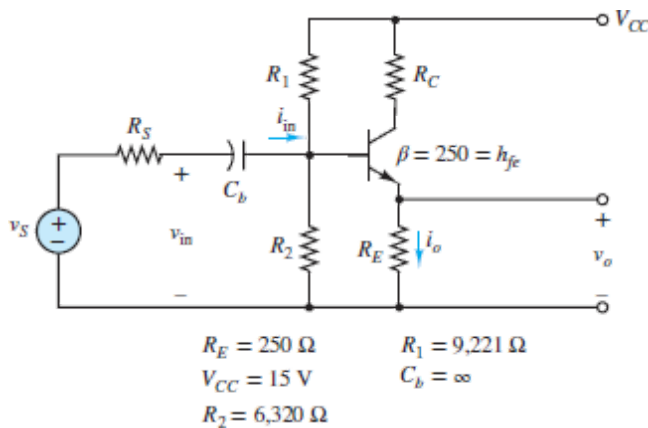 V_CC
R_1
R_C
i_in
R_S
β = 250 = h_fe
+
C_b
v_S
+
−
v_in
R_2
R_E
i_o
+
v_o
−
−
R_E = 250 Ω
R_1 = 9,221 Ω
V_CC = 15 V
C_b = ∞
R_2 = 6,320 Ω